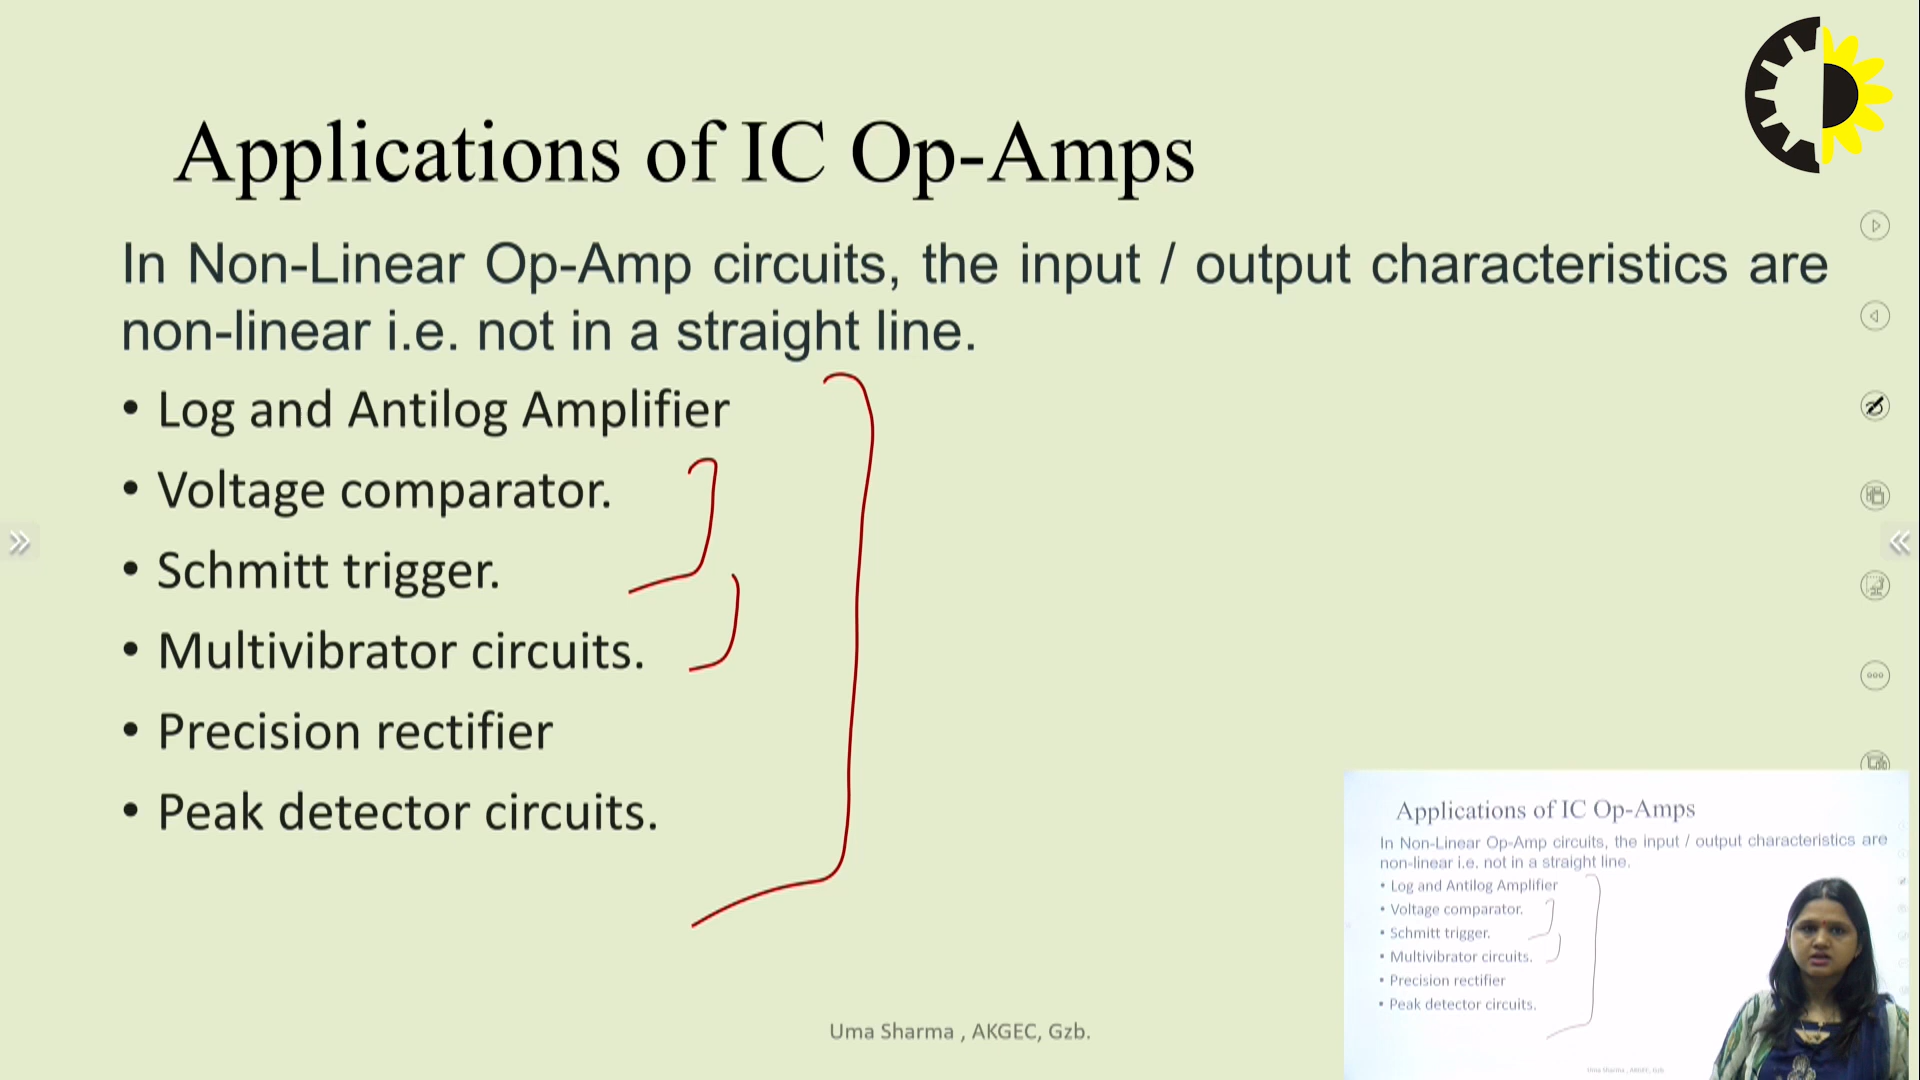 Applications of IC Op-Amps
In Non-Linear Op-Amp circuits, the input / output characteristics are
non-linear i.e. not in a straight line.
• Log and Antilog Amplifier
• Voltage comparator.
• Schmitt trigger.
• Multivibrator circuits.
• Precision rectifier
• Peak detector circuits.
Uma Sharma , AKGEC, Gzb.
Applications of IC Op-Amps
In Non-Linear Op-Amp circuits, the input / output characteristics are
non-linear i.e. not in a straight line.
• Log and Antilog Amplifier
• Voltage comparator.
• Schmitt trigger.
• Multivibrator circuits.
• Precision rectifier
• Peak detector circuits.
Uma Sharma , AKGEC, Gzb.